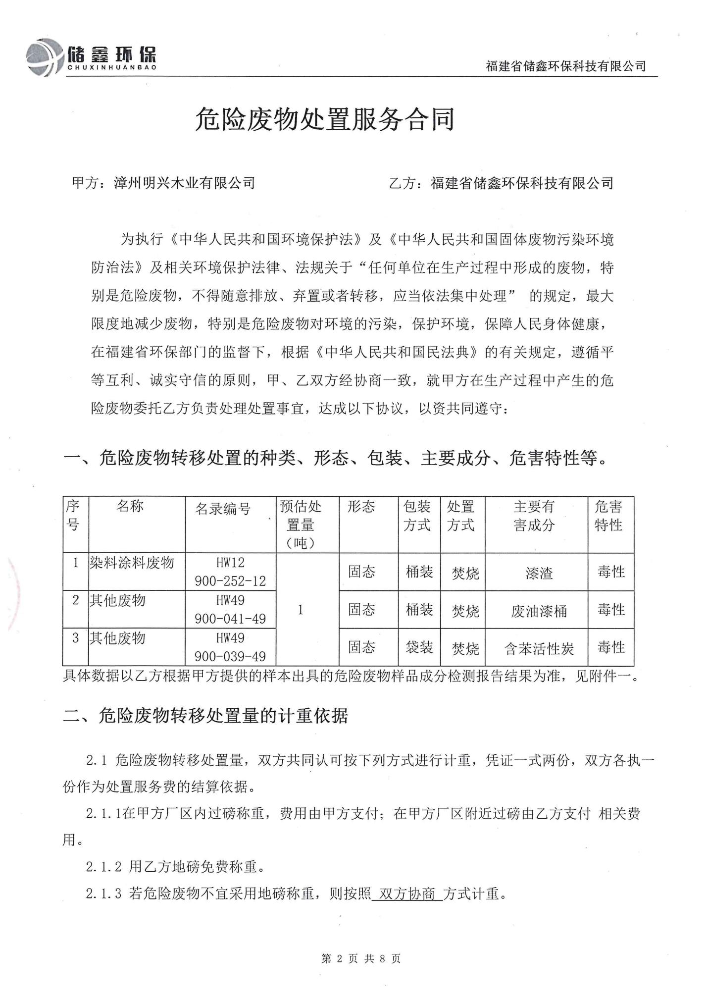 储鑫环保
CHUXINHUANBAO
福建省储鑫环保科技有限公司
危险废物处置服务合同
甲方：漳州明兴木业有限公司 乙方：福建省储鑫环保科技有限公司
为执行《中华人民共和国环境保护法》及《中华人民共和国固体废物污染环境
防治法》及相关环境保护法律、法规关于“任何单位在生产过程中形成的废物，特
别是危险废物，不得随意排放、弃置或者转移，应当依法集中处理” 的规定，最大
限度地减少废物，特别是危险废物对环境的污染，保护环境，保障人民身体健康，
在福建省环保部门的监督下，根据《中华人民共和国民法典》的有关规定，遵循平
等互利、诚实守信的原则，甲、乙双方经协商一致，就甲方在生产过程中产生的危
险废物委托乙方负责处理处置事宜，达成以下协议，以资共同遵守：
一、危险废物转移处置的种类、形态、包装、主要成分、危害特性等。
序号 名称 名录编号 预估处置量（吨） 形态 包装方式 处置方式 主要有害成分 危害特性
1 染料涂料废物 HW12 900-252-12 1 固态 桶装 焚烧 漆渣 毒性
2 其他废物 HW49 900-041-49 固态 桶装 焚烧 废油漆桶 毒性
3 其他废物 HW49 900-039-49 固态 袋装 焚烧 含苯活性炭 毒性
具体数据以乙方根据甲方提供的样本出具的危险废物样品成分检测报告结果为准，见附件一。
二、危险废物转移处置量的计重依据
2.1 危险废物转移处置量，双方共同认可按下列方式进行计重，凭证一式两份，双方各执一
份作为处置服务费的结算依据。
2.1.1在甲方厂区内过磅称重，费用由甲方支付；在甲方厂区附近过磅由乙方支付 相关费
用。
2.1.2 用乙方地磅免费称重。
2.1.3 若危险废物不宜采用地磅称重，则按照 双方协商 方式计重。
第 2 页 共 8 页